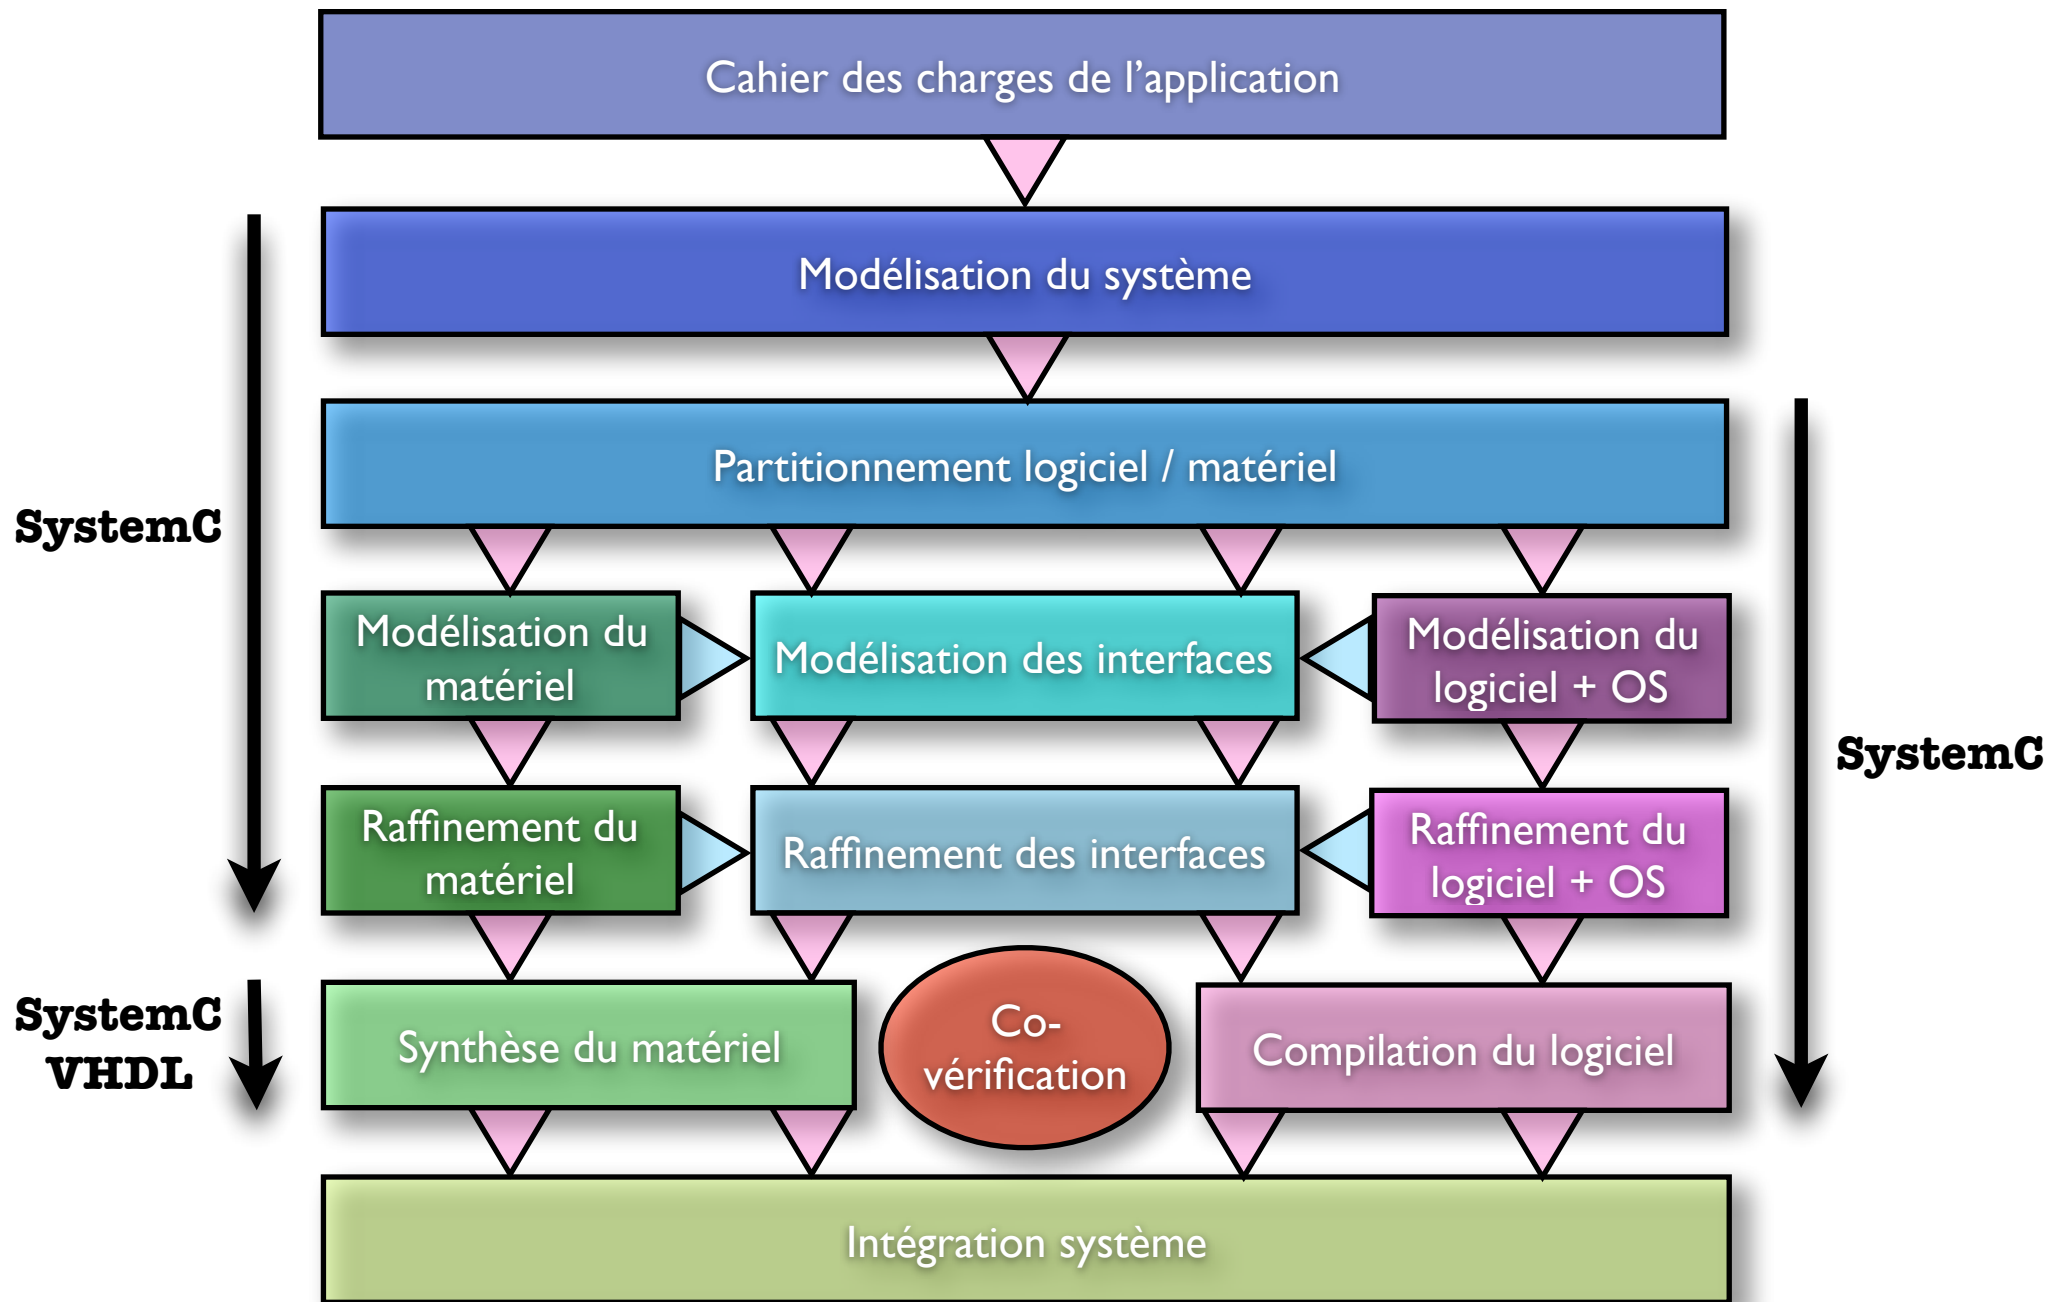 Cahier des charges de l’application
Modélisation du système
Partitionnement logiciel / matériel
SystemC
Modélisation du
matériel
Modélisation des interfaces
Modélisation du
logiciel + OS
SystemC
Raffinement du
matériel
Raffinement des interfaces
Raffinement du
logiciel + OS
SystemC
VHDL
Synthèse du matériel
Co-
vérification
Compilation du logiciel
Intégration système